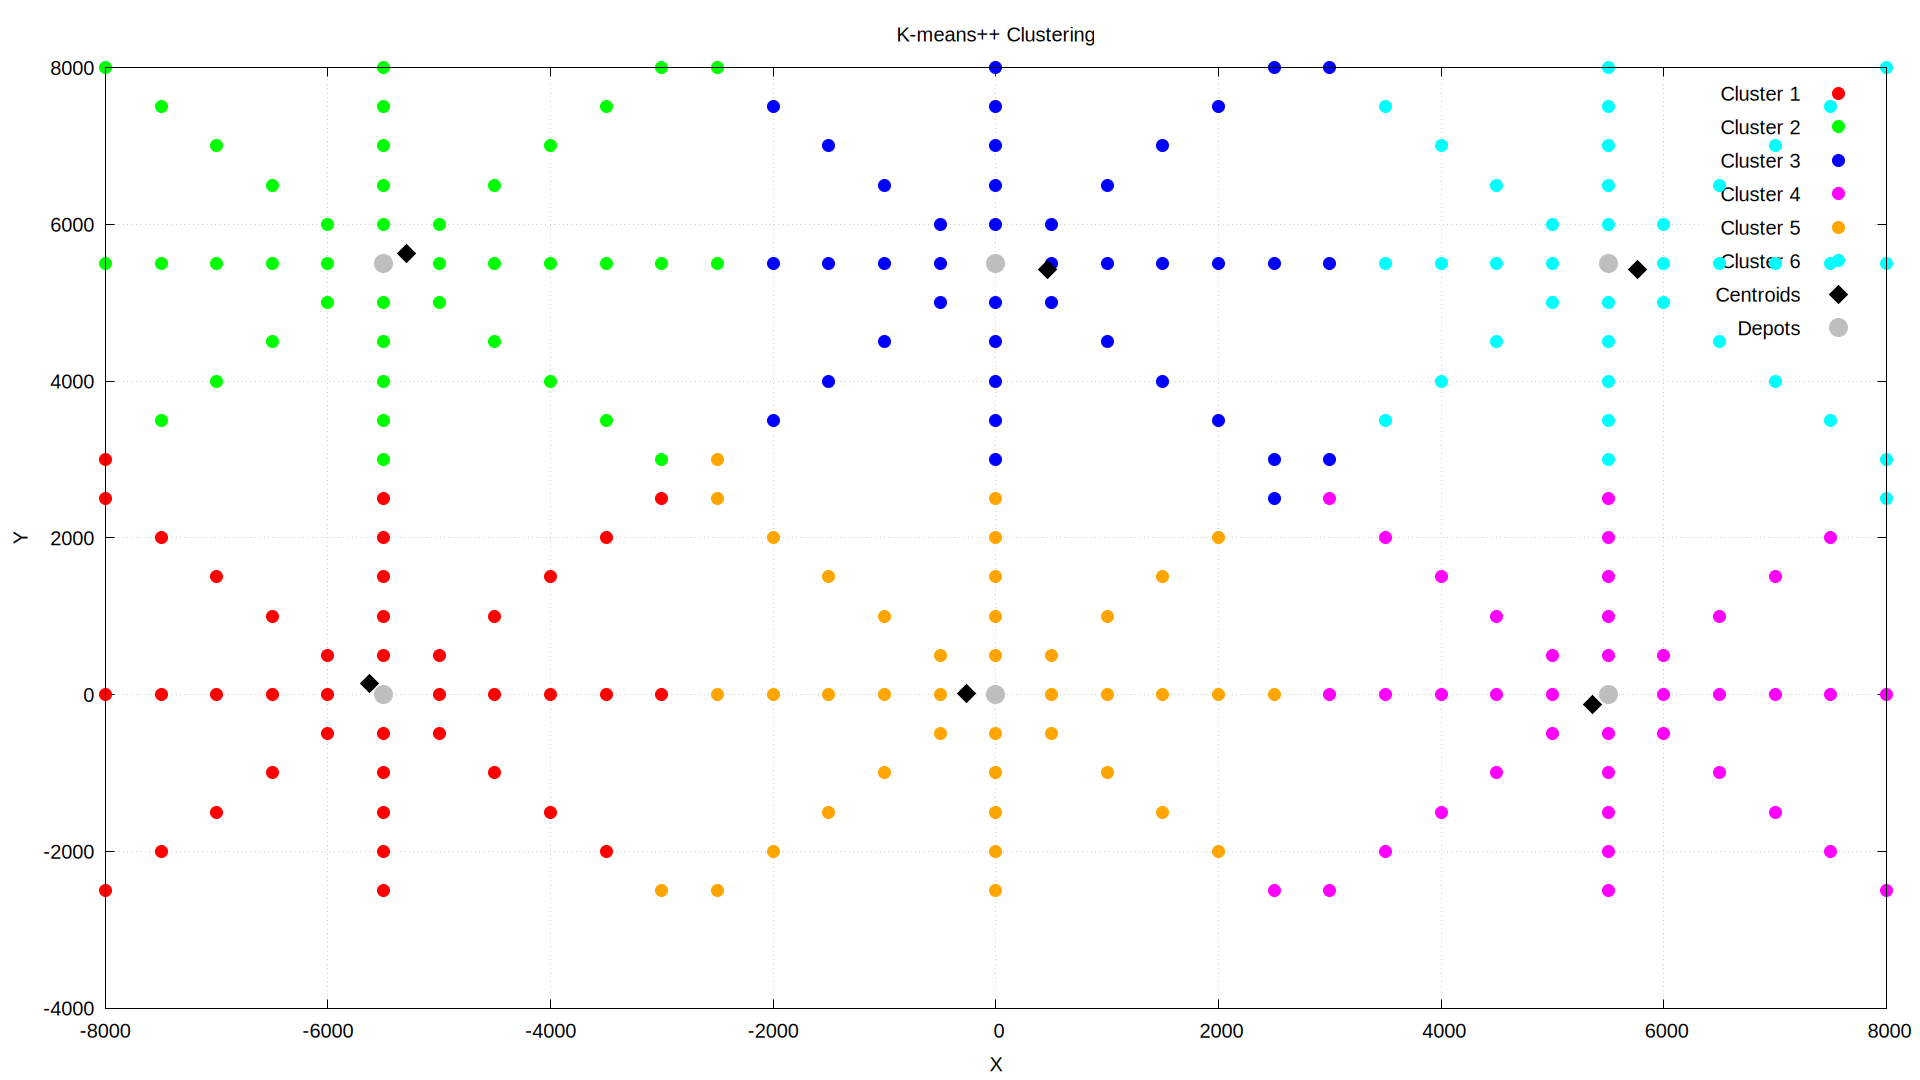 K-means++ Clustering
8000
6000
4000
2000
0
-2000
-4000
-8000 -6000 -4000 -2000 0 2000 4000 6000 8000
X
Y
Cluster 1
Cluster 2
Cluster 3
Cluster 4
Cluster 5
Cluster 6
Centroids
Depots